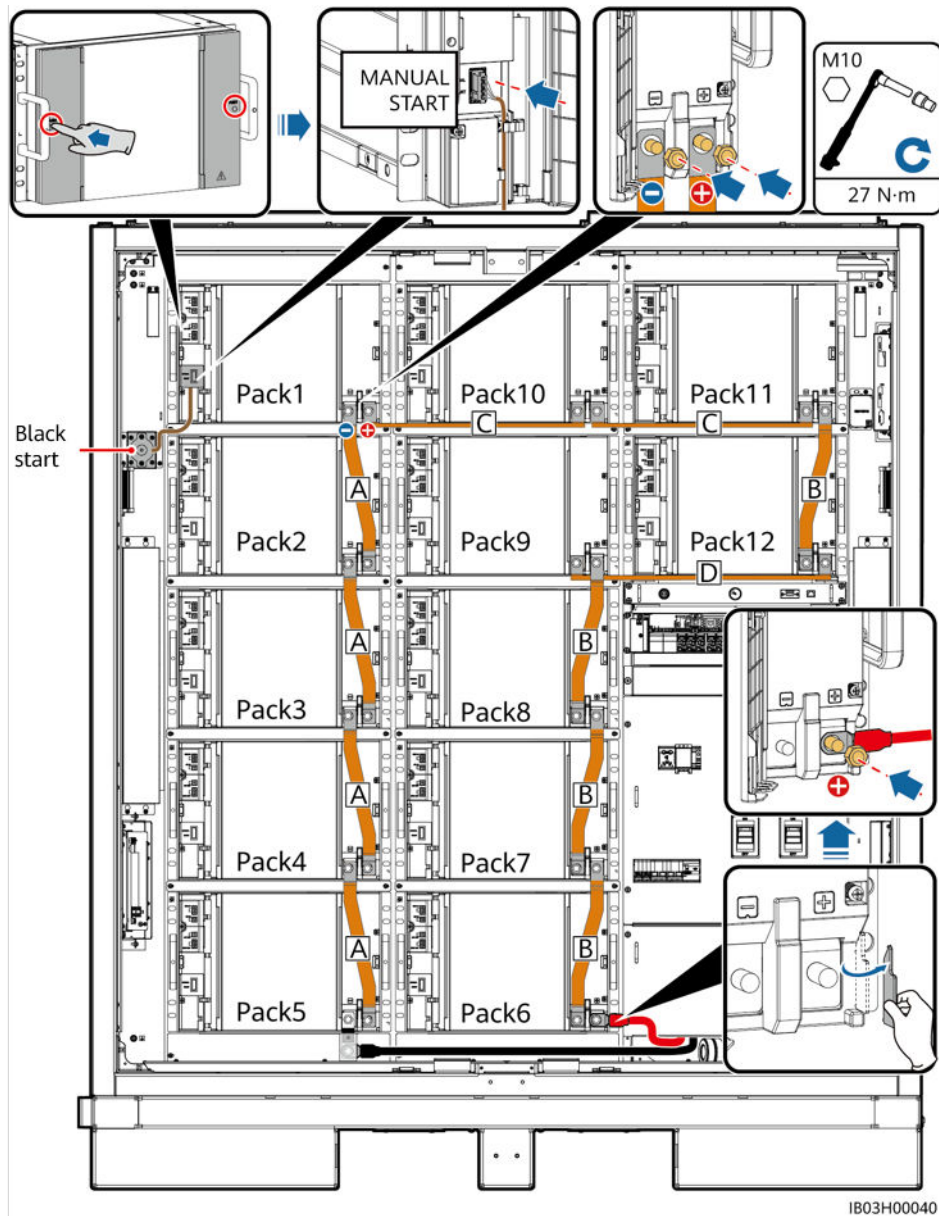 MANUAL
START
M10
27 N·m
Pack1
Pack10
Pack11
C
C
Black
start
A
B
Pack2
Pack9
Pack12
D
A
B
Pack3
Pack8
A
B
Pack4
Pack7
A
B
Pack5
Pack6
IB03H00040